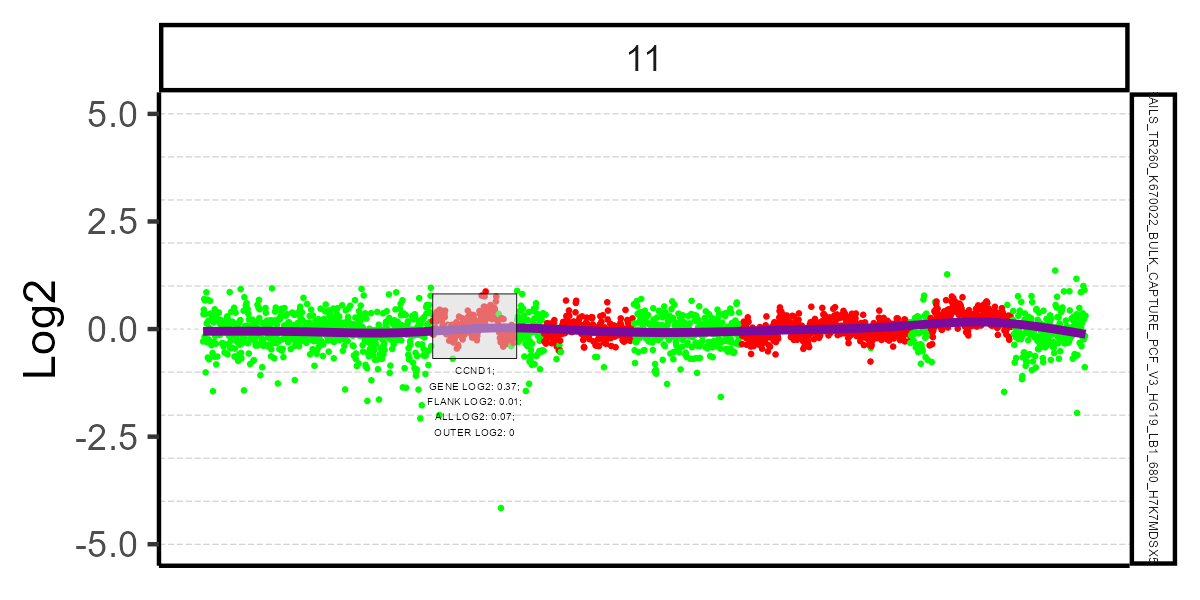 11
5.0
2.5
0.0
-2.5
-5.0
Log2
CCND1;
GENE LOG2: 0.37;
FLANK LOG2: 0.01;
ALL LOG2: 0.07;
OUTER LOG2: 0
AILS_TR260_K670022_BULK_CAPTURE_PCF_V3_HG19_LB1_680_H7K7MDSX5